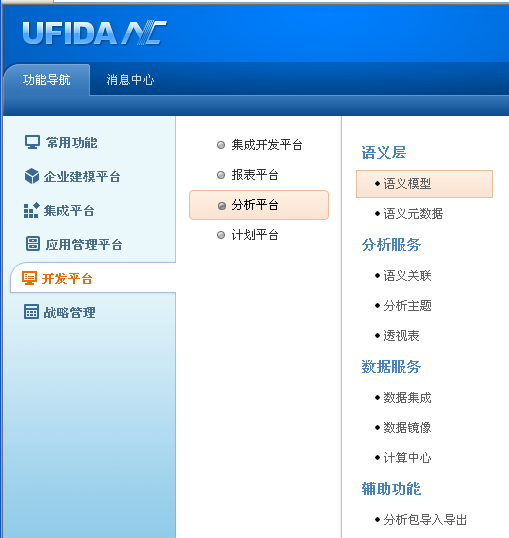 UFIDA NC
功能导航
消息中心
常用功能
企业建模平台
集成平台
应用管理平台
开发平台
战略管理
集成开发平台
报表平台
分析平台
计划平台
语义层
语义模型
语义元数据
分析服务
语义关联
分析主题
透视表
数据服务
数据集成
数据镜像
计算中心
辅助功能
分析包导入导出